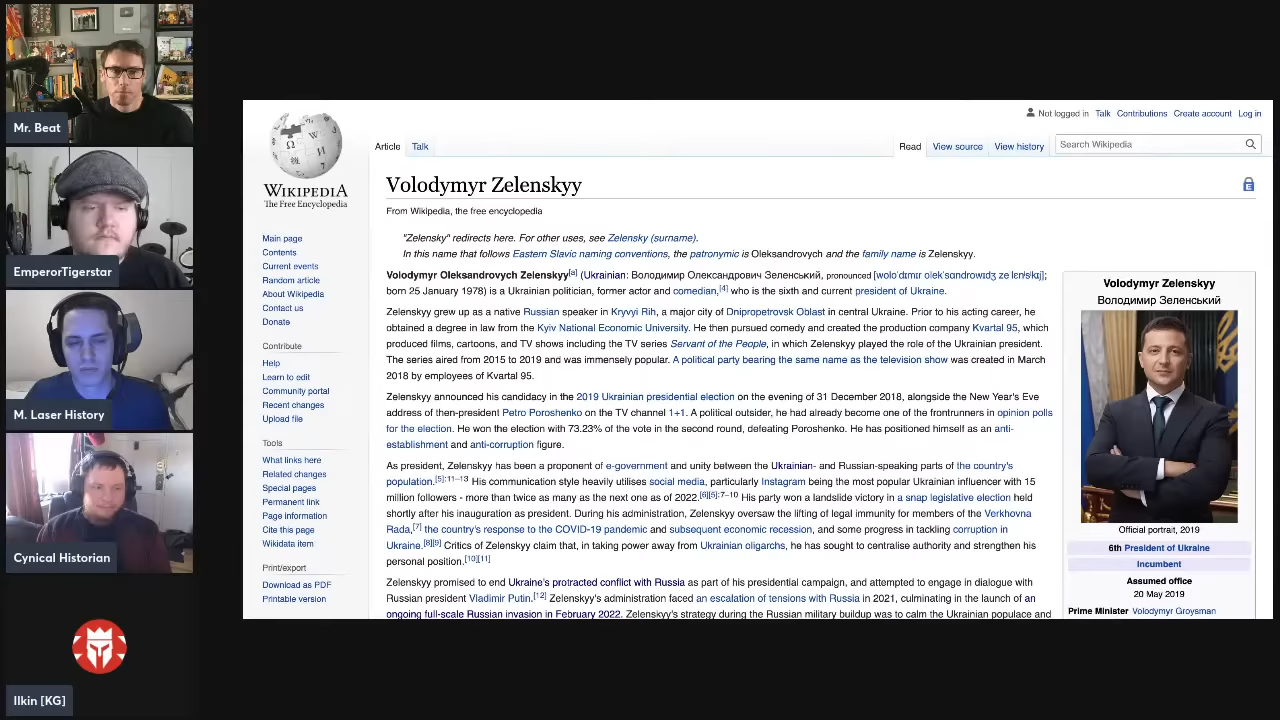 Mr. Beat
EmperorTigerstar
M. Laser History
Cynical Historian
Ilkin [KG]
WIKIPEDIA
The Free Encyclopedia
Main page
Contents
Current events
Random article
About Wikipedia
Contact us
Donate
Contribute
Help
Learn to edit
Community portal
Recent changes
Upload file
Tools
What links here
Related changes
Special pages
Permanent link
Page information
Cite this page
Wikidata item
Print/export
Download as PDF
Printable version
Not logged in Talk Contributions Create account Log in
Article Talk Read View source View history Search Wikipedia
Volodymyr Zelenskyy
From Wikipedia, the free encyclopedia
"Zelensky" redirects here. For other uses, see Zelensky (surname).
In this name that follows Eastern Slavic naming conventions, the patronymic is Oleksandrovych and the family name is Zelenskyy.
Volodymyr Oleksandrovych Zelenskyy[a] (Ukrainian: Володимир Олександрович Зеленський, pronounced
born 25 January 1978) is a Ukrainian politician, former actor and comedian,[4] who is the sixth and current president of Ukraine.
Zelenskyy grew up as a native Russian speaker in Kryvyi Rih, a major city of Dnipropetrovsk Oblast in central Ukraine. Prior to his acting career, he
obtained a degree in law from the Kyiv National Economic University. He then pursued comedy and created the production company Kvartal 95, which
produced films, cartoons, and TV shows including the TV series Servant of the People, in which Zelenskyy played the role of the Ukrainian president.
The series aired from 2015 to 2019 and was immensely popular. A political party bearing the same name as the television show was created in March
2018 by employees of Kvartal 95.
Zelenskyy announced his candidacy in the 2019 Ukrainian presidential election on the evening of 31 December 2018, alongside the New Year's Eve
address of then-president Petro Poroshenko on the TV channel 1+1. A political outsider, he had already become one of the frontrunners in opinion polls
for the election. He won the election with 73.23% of the vote in the second round, defeating Poroshenko. He has positioned himself as an anti-
establishment and anti-corruption figure.
As president, Zelenskyy has been a proponent of e-government and unity between the Ukrainian- and Russian-speaking parts of the country's
population.[5]:11–13 His communication style heavily utilises social media, particularly Instagram being the most popular Ukrainian influencer with 15
million followers - more than twice as many as the next one as of 2022.[6][5]:7–10 His party won a landslide victory in a snap legislative election held
shortly after his inauguration as president. During his administration, Zelenskyy oversaw the lifting of legal immunity for members of the Verkhovna
Rada,[7] the country's response to the COVID-19 pandemic and subsequent economic recession, and some progress in tackling corruption in
Ukraine.[8][9] Critics of Zelenskyy claim that, in taking power away from Ukrainian oligarchs, he has sought to centralise authority and strengthen his
personal position.[10][11]
Zelenskyy promised to end Ukraine's protracted conflict with Russia as part of his presidential campaign, and attempted to engage in dialogue with
Russian president Vladimir Putin.[12] Zelenskyy's administration faced an escalation of tensions with Russia in 2021, culminating in the launch of an
ongoing full-scale Russian invasion in February 2022. Zelenskyy's strategy during the Russian military buildup was to calm the Ukrainian populace and
Volodymyr Zelenskyy
Володимир Зеленський
Official portrait, 2019
6th President of Ukraine
Incumbent
Assumed office
20 May 2019
Prime Minister Volodymyr Groysman